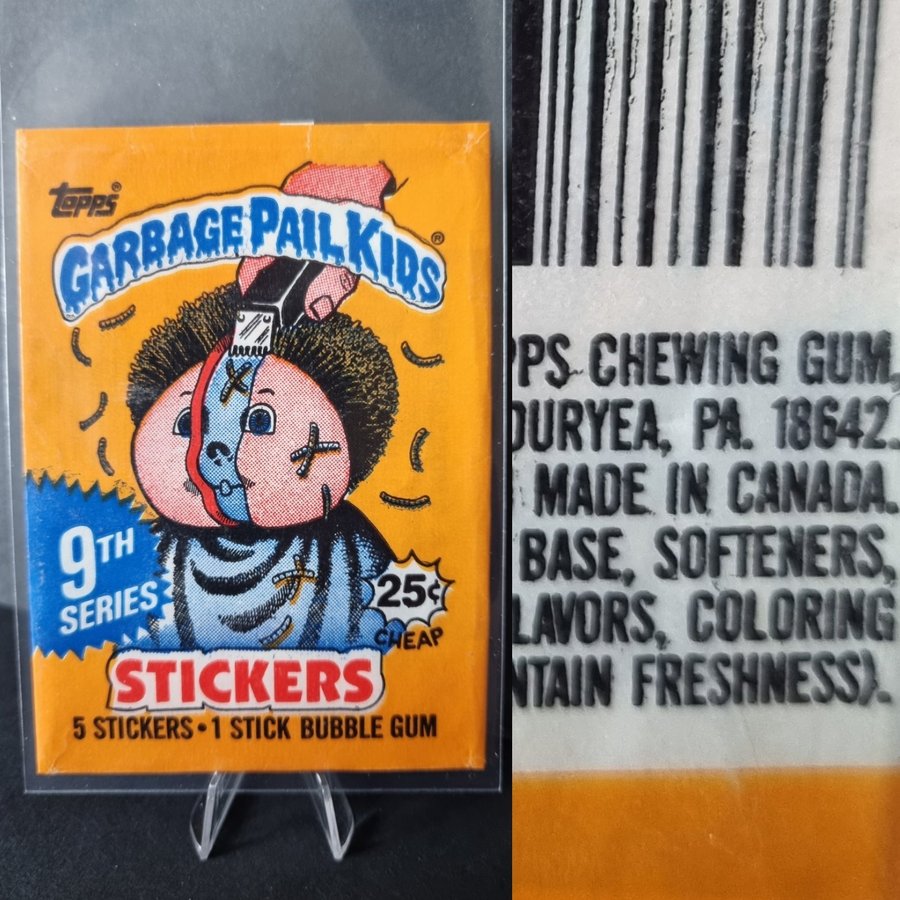 topps®
GARBAGE PAIL KIDS®
9TH
SERIES
25¢
CHEAP
STICKERS
5 STICKERS • 1 STICK BUBBLE GUM
PPS CHEWING GUM,
DURYEA, PA. 18642.
MADE IN CANADA.
BASE, SOFTENERS,
LAVORS, COLORING
NTAIN FRESHNESS).